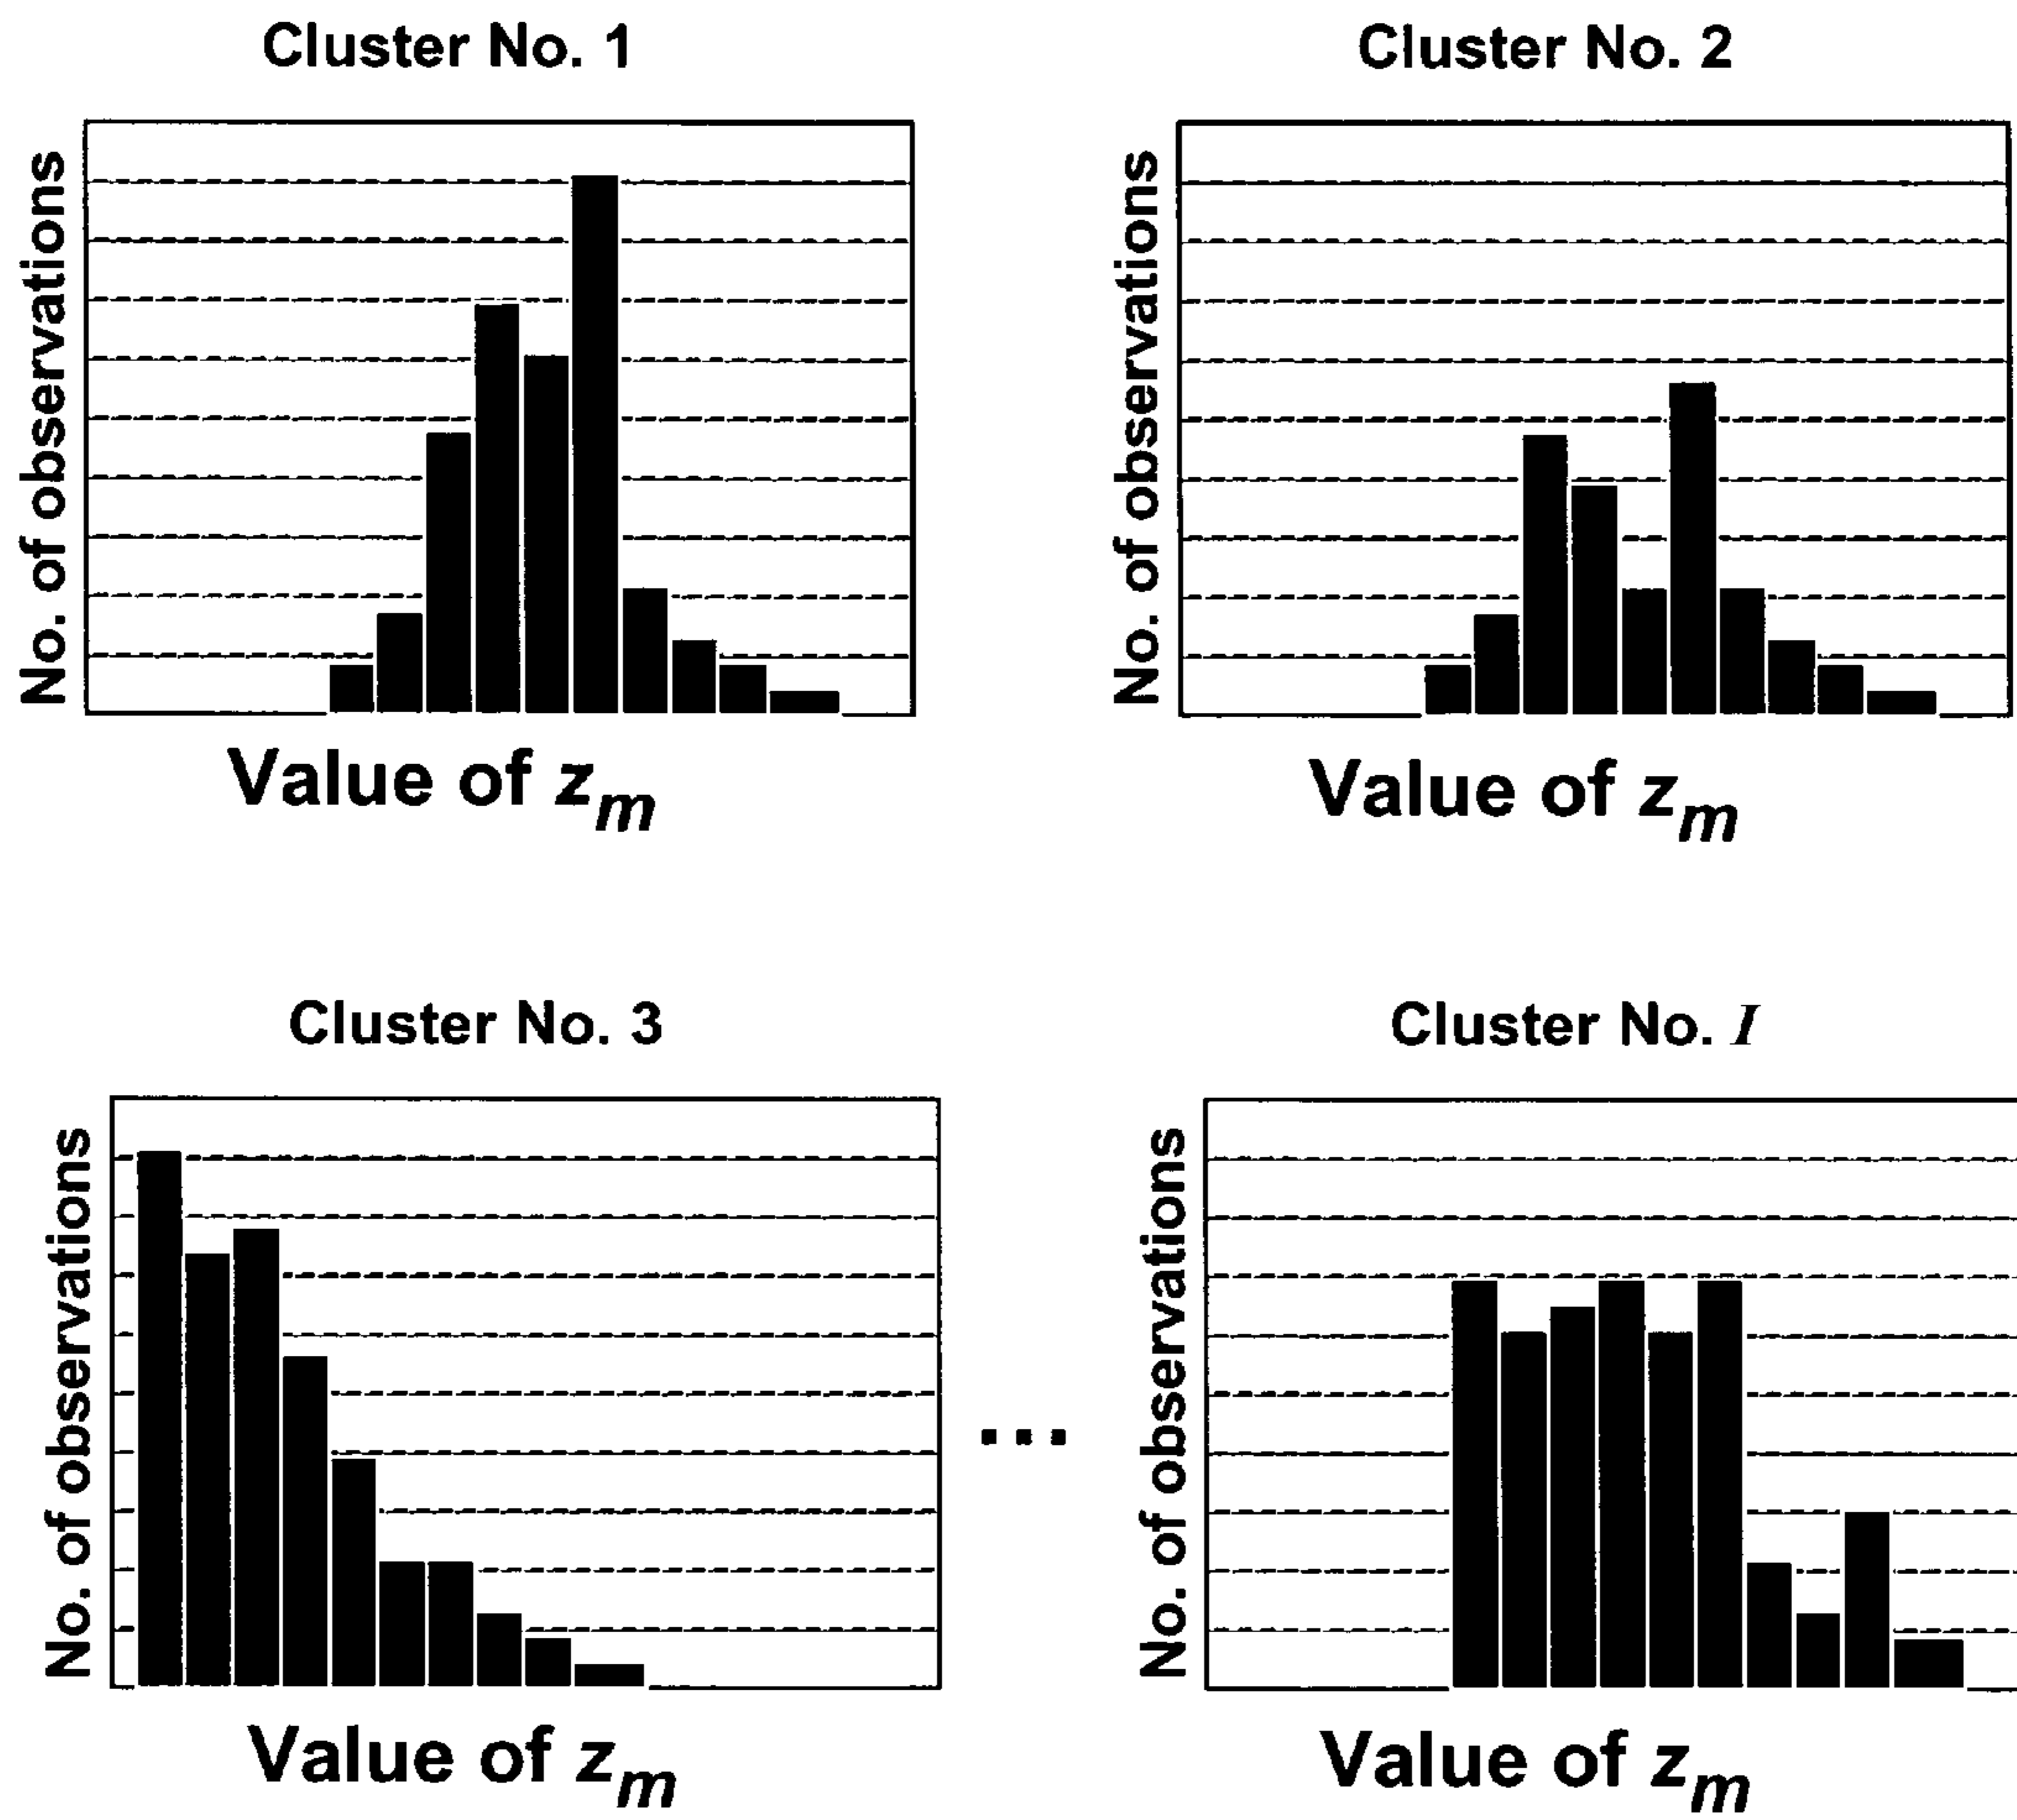 Cluster No. 1
No. of observations
Value of z_m
Cluster No. 2
No. of observations
Value of z_m
Cluster No. 3
No. of observations
Value of z_m
...
Cluster No. I
No. of observations
Value of z_m